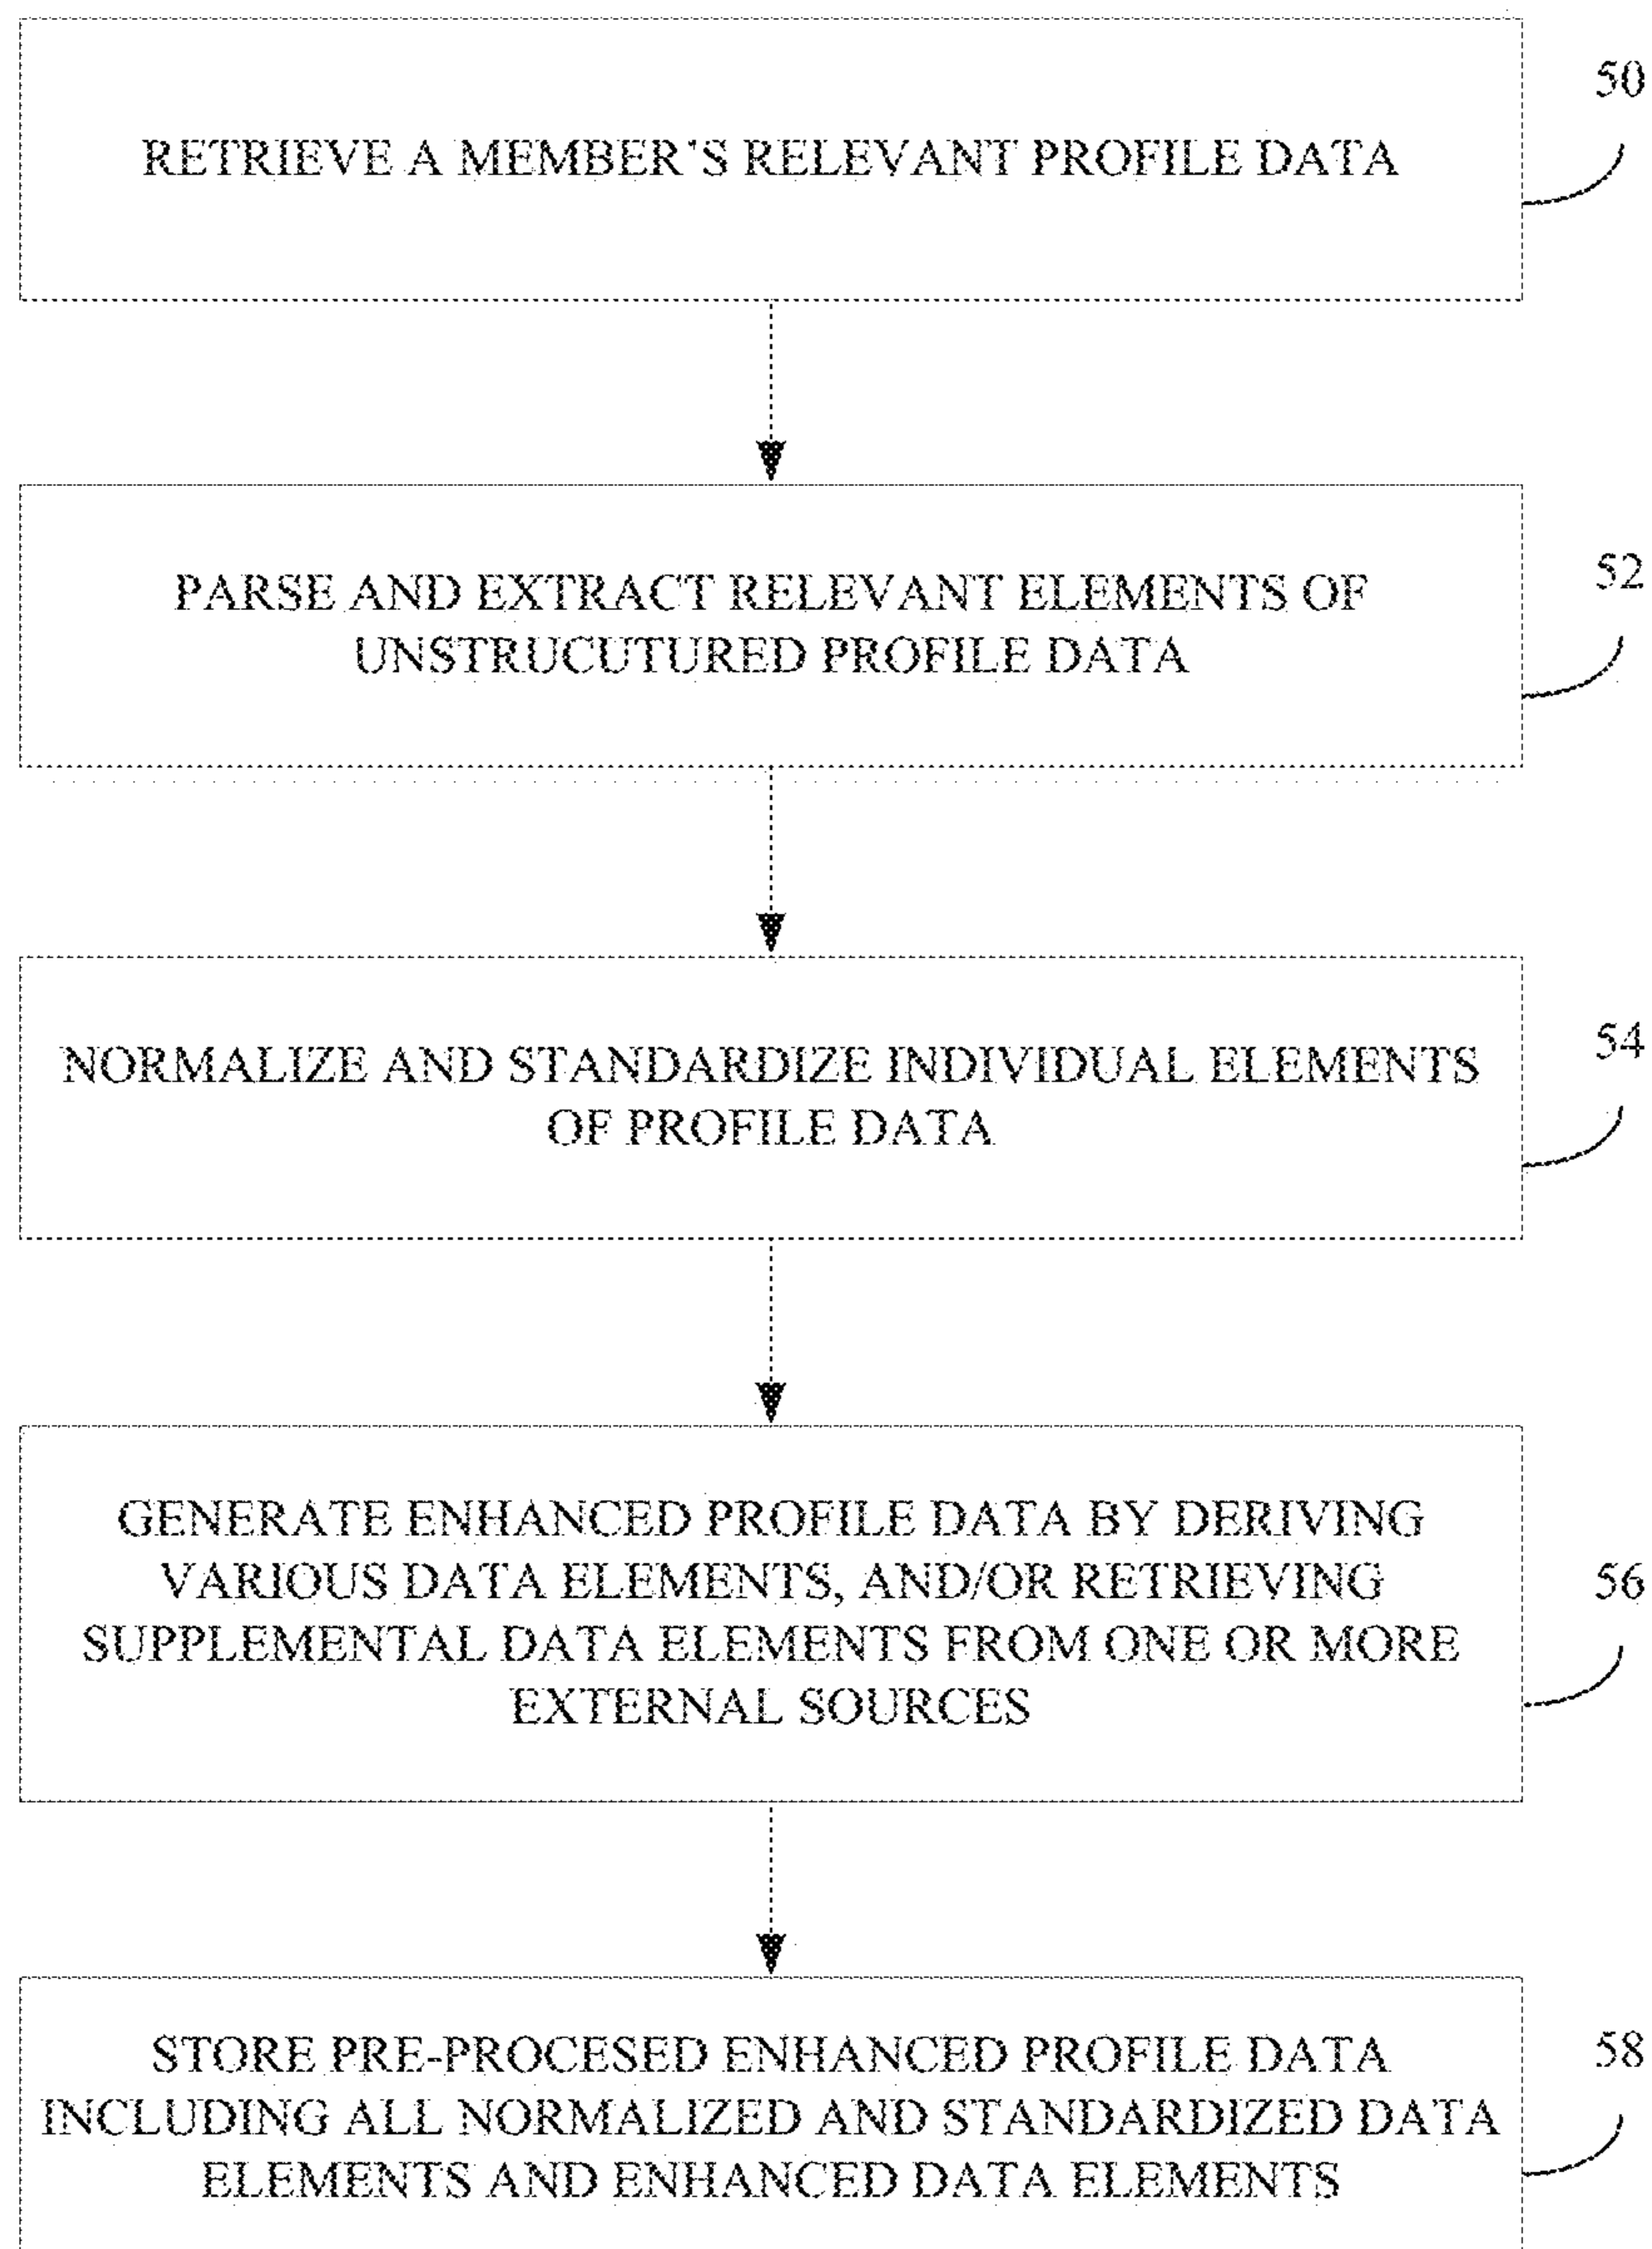 50
RETRIEVE A MEMBER'S RELEVANT PROFILE DATA
52
PARSE AND EXTRACT RELEVANT ELEMENTS OF
UNSTRUCUTURED PROFILE DATA
54
NORMALIZE AND STANDARDIZE INDIVIDUAL ELEMENTS
OF PROFILE DATA
56
GENERATE ENHANCED PROFILE DATA BY DERIVING
VARIOUS DATA ELEMENTS, AND/OR RETRIEVING
SUPPLEMENTAL DATA ELEMENTS FROM ONE OR MORE
EXTERNAL SOURCES
58
STORE PRE-PROCESED ENHANCED PROFILE DATA
INCLUDING ALL NORMALIZED AND STANDARDIZED DATA
ELEMENTS AND ENHANCED DATA ELEMENTS